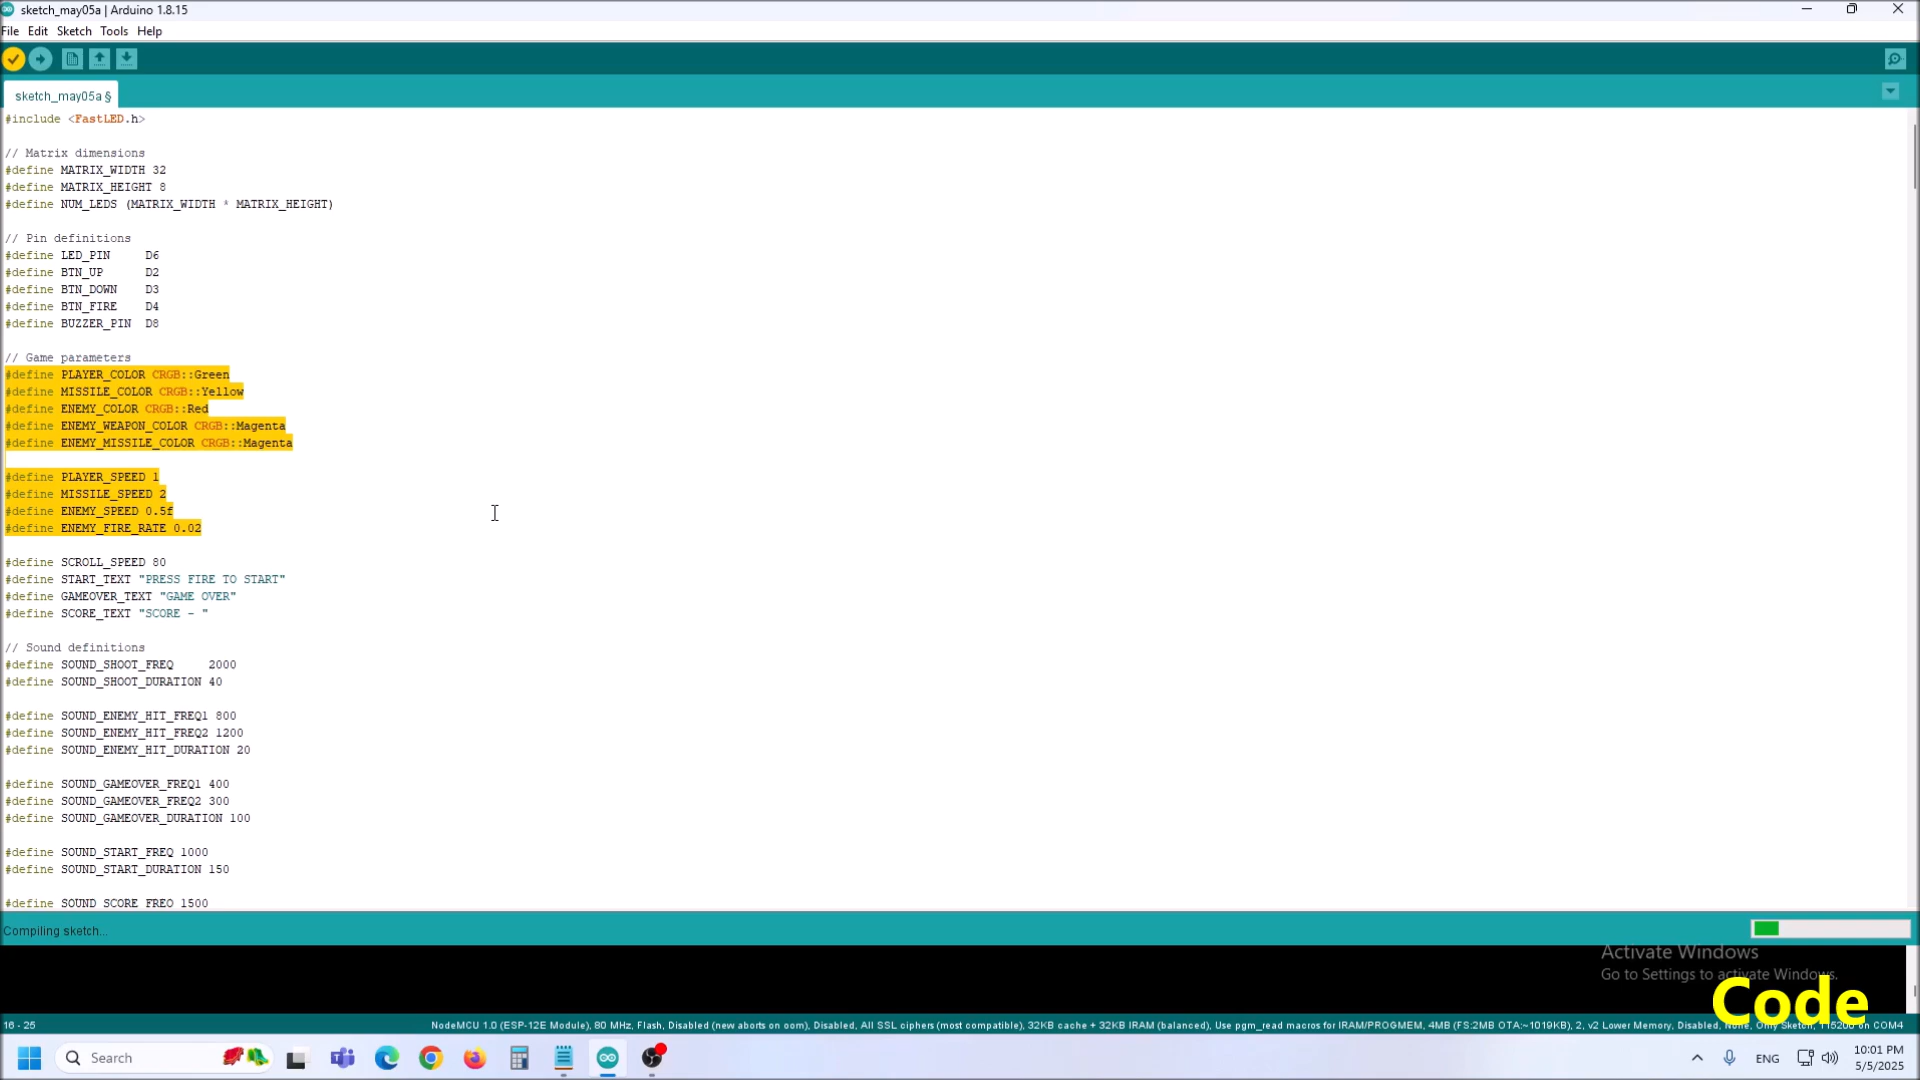 sketch_may05a | Arduino 1.8.15
File Edit Sketch Tools Help
sketch_may05a §
#include <FastLED.h>
// Matrix dimensions
#define MATRIX_WIDTH 32
#define MATRIX_HEIGHT 8
#define NUM_LEDS (MATRIX_WIDTH * MATRIX_HEIGHT)
// Pin definitions
#define LED_PIN     D6
#define BTN_UP      D2
#define BTN_DOWN    D3
#define BTN_FIRE    D4
#define BUZZER_PIN  D8
// Game parameters
#define PLAYER_COLOR CRGB::Green
#define MISSILE_COLOR CRGB::Yellow
#define ENEMY_COLOR CRGB::Red
#define ENEMY_WEAPON_COLOR CRGB::Magenta
#define ENEMY_MISSILE_COLOR CRGB::Magenta
#define PLAYER_SPEED 1
#define MISSILE_SPEED 2
#define ENEMY_SPEED 0.5f
#define ENEMY_FIRE_RATE 0.02
#define SCROLL_SPEED 80
#define START_TEXT "PRESS FIRE TO START"
#define GAMEOVER_TEXT "GAME OVER"
#define SCORE_TEXT "SCORE - "
// Sound definitions
#define SOUND_SHOOT_FREQ     2000
#define SOUND_SHOOT_DURATION 40
#define SOUND_ENEMY_HIT_FREQ1 800
#define SOUND_ENEMY_HIT_FREQ2 1200
#define SOUND_ENEMY_HIT_DURATION 20
#define SOUND_GAMEOVER_FREQ1 400
#define SOUND_GAMEOVER_FREQ2 300
#define SOUND_GAMEOVER_DURATION 100
#define SOUND_START_FREQ 1000
#define SOUND_START_DURATION 150
#define SOUND_SCORE_FREQ 1500
Compiling sketch...
Activate Windows
Go to Settings to activate Windows.
Code
16 - 25
NodeMCU 1.0 (ESP-12E Module), 80 MHz, Flash, Disabled (new aborts on oom), Disabled, All SSL ciphers (most compatible), 32KB cache + 32KB IRAM (balanced), Use pgm_read macros for IRAM/PROGMEM, 4MB (FS:2MB OTA:~1019KB), 2, v2 Lower Memory, Disabled, None, Only Sketch, 115200 on COM4
Search
ENG
10:01 PM
5/5/2025